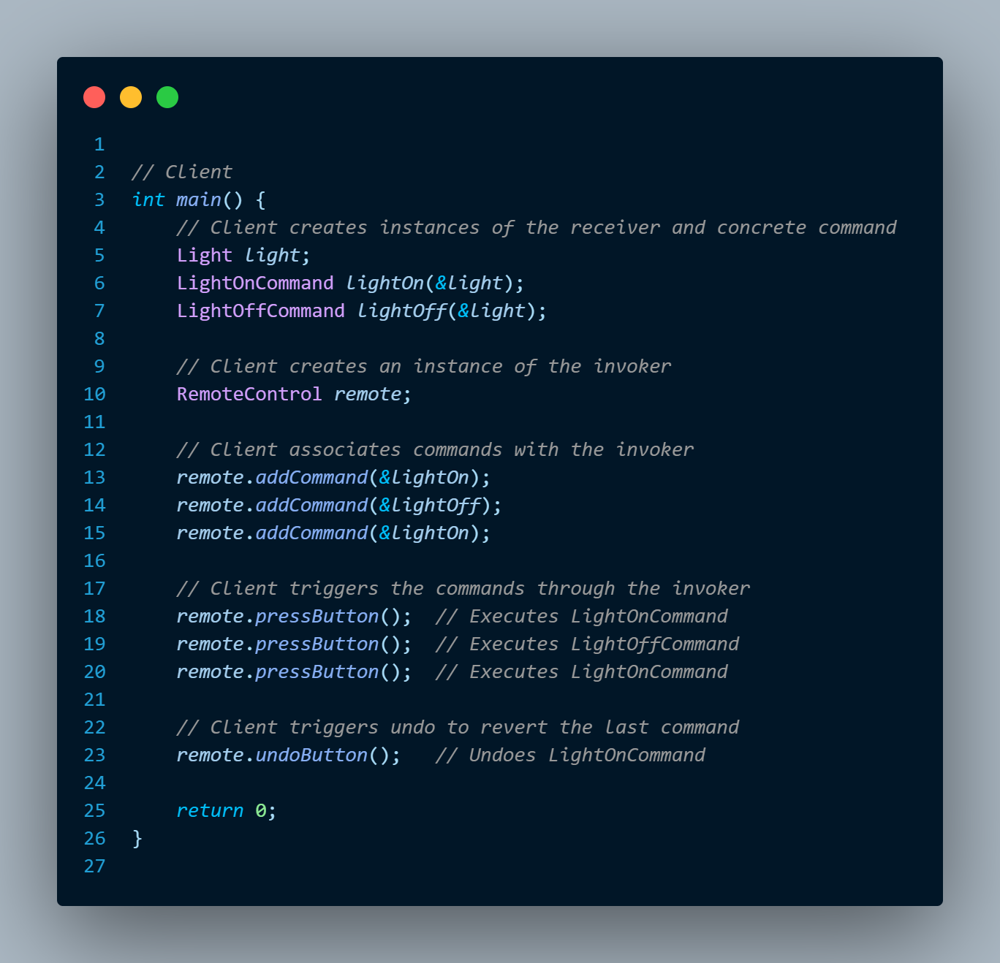 1
2 // Client
3 int main() {
4     // Client creates instances of the receiver and concrete command
5     Light light;
6     LightOnCommand lightOn(&light);
7     LightOffCommand lightOff(&light);
8
9     // Client creates an instance of the invoker
10     RemoteControl remote;
11
12     // Client associates commands with the invoker
13     remote.addCommand(&lightOn);
14     remote.addCommand(&lightOff);
15     remote.addCommand(&lightOn);
16
17     // Client triggers the commands through the invoker
18     remote.pressButton();  // Executes LightOnCommand
19     remote.pressButton();  // Executes LightOffCommand
20     remote.pressButton();  // Executes LightOnCommand
21
22     // Client triggers undo to revert the last command
23     remote.undoButton();   // Undoes LightOnCommand
24
25     return 0;
26 }
27